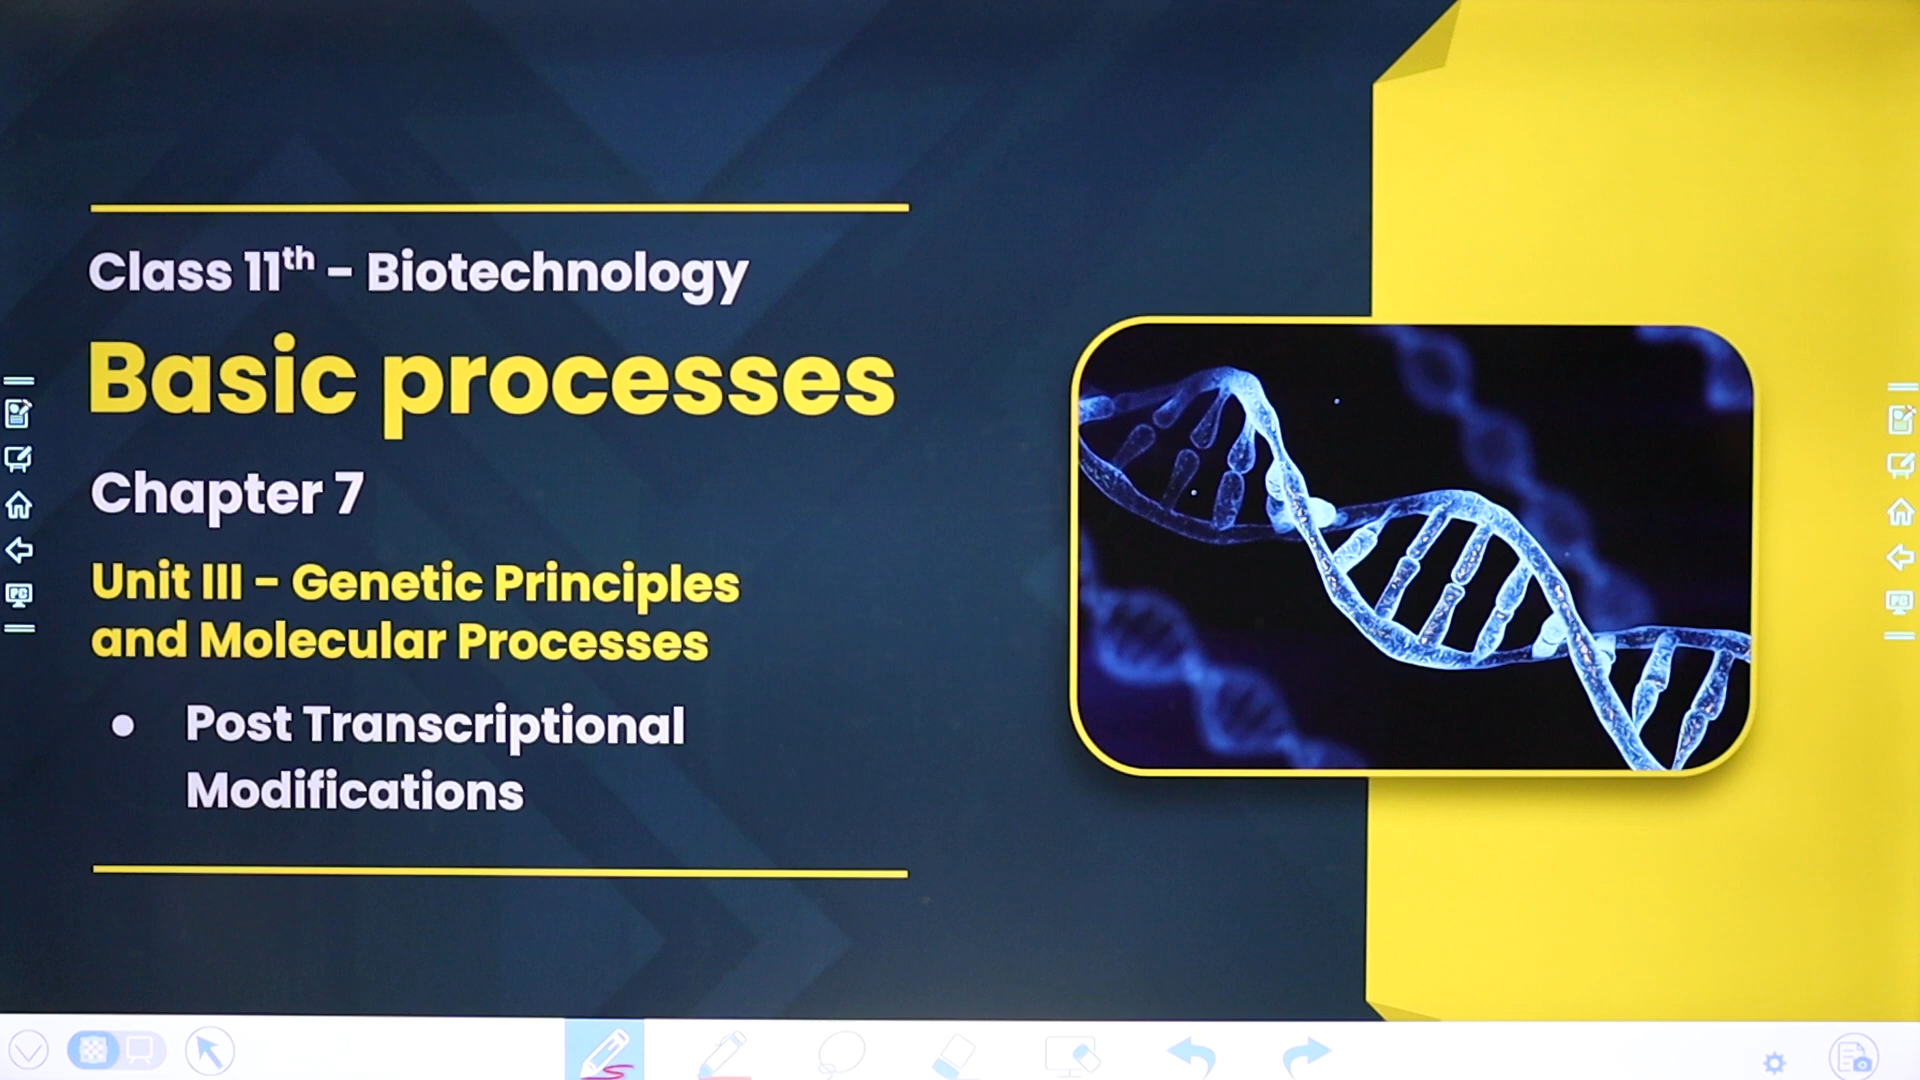 Class 11th - Biotechnology
Basic processes
Chapter 7
Unit III - Genetic Principles
and Molecular Processes
● Post Transcriptional
Modifications